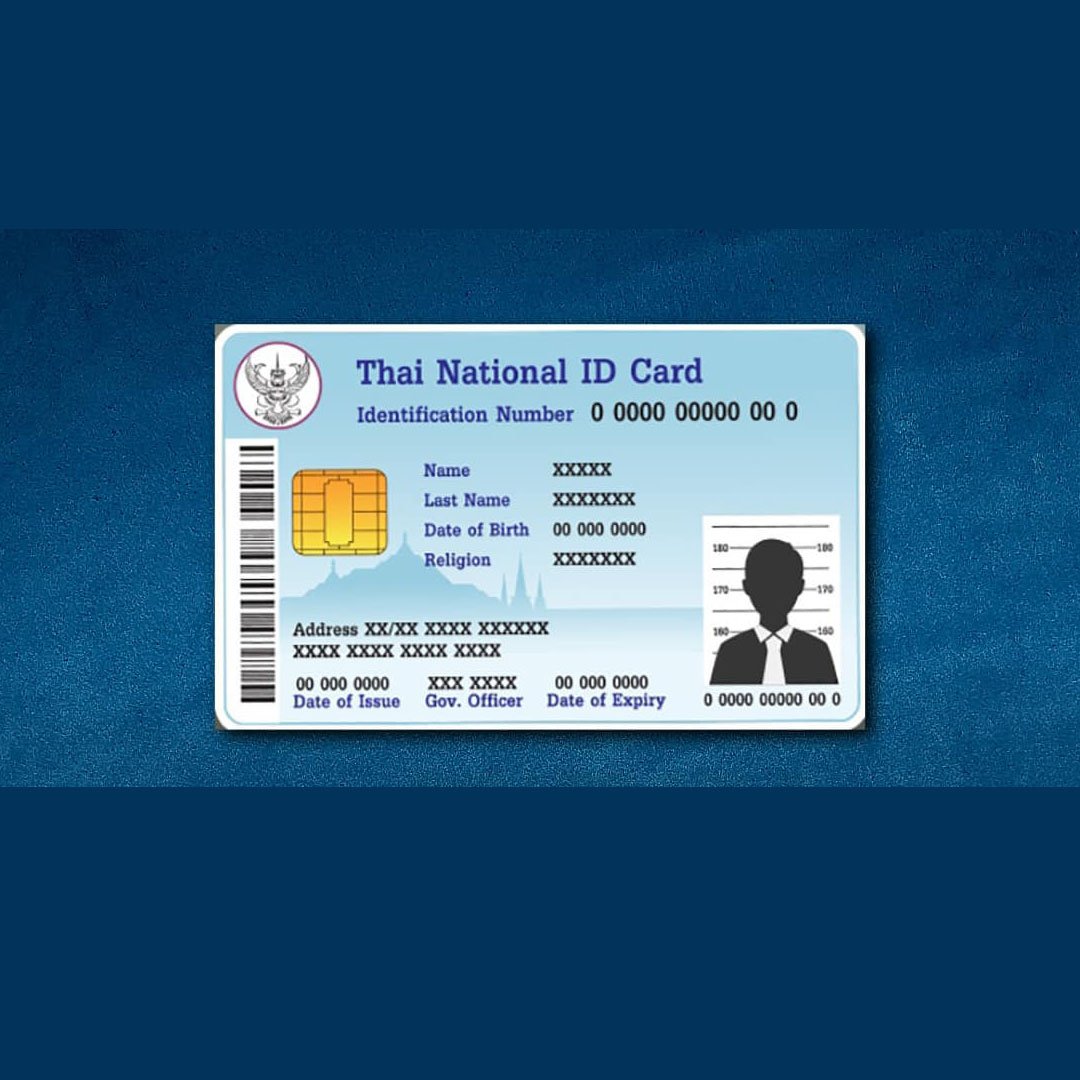 Thai National ID Card
Identification Number 0 0000 00000 00 0
Name XXXXX
Last Name XXXXXXX
Date of Birth 00 000 0000
Religion XXXXXXX
180 180
170 170
160 160
Address XX/XX XXXX XXXXXX
XXXX XXXX XXXX XXXX
00 000 0000 XXX XXXX 00 000 0000
Date of Issue Gov. Officer Date of Expiry
0 0000 00000 00 0